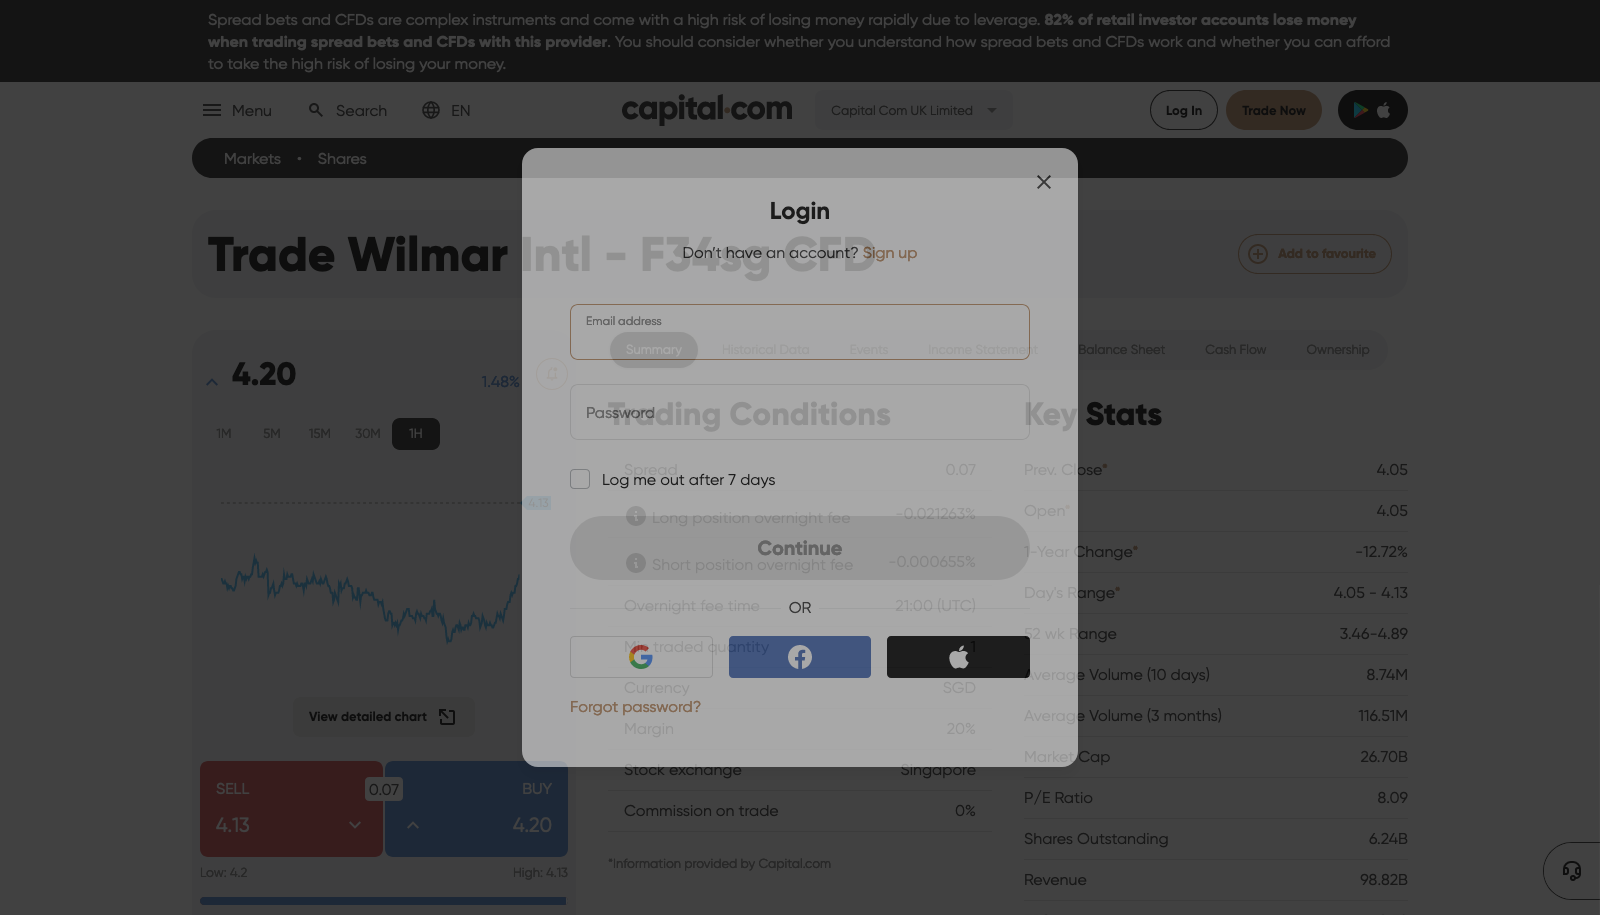 Spread bets and CFDs are complex instruments and come with a high risk of losing money rapidly due to leverage. 82% of retail investor accounts lose money
when trading spread bets and CFDs with this provider. You should consider whether you understand how spread bets and CFDs work and whether you can afford
to take the high risk of losing your money.
Menu
Search
EN
capital.com
Capital Com UK Limited
Log In
Trade Now
Markets • Shares
Login
Don't have an account? Sign up
Email address
Password
Log me out after 7 days
Continue
OR
Forgot password?
Trade Wilmar Intl - F34sg CFD
Add to favourite
4.20
1.48%
1M 5M 15M 30M 1H
4.13
View detailed chart
SELL
4.13
0.07
BUY
4.20
Low: 4.2
High: 4.13
Summary Historical Data Events Income Statement Balance Sheet Cash Flow Ownership
Trading Conditions
Spread 0.07
Long position overnight fee -0.021263%
Short position overnight fee -0.000655%
Overnight fee time 21:00 (UTC)
Min traded quantity 1
Currency SGD
Margin 20%
Stock exchange Singapore
Commission on trade 0%
*Information provided by Capital.com
Key Stats
Prev. Close* 4.05
Open* 4.05
1-Year Change* -12.72%
Day's Range* 4.05 - 4.13
52 wk Range 3.46-4.89
Average Volume (10 days) 8.74M
Average Volume (3 months) 116.51M
Market Cap 26.70B
P/E Ratio 8.09
Shares Outstanding 6.24B
Revenue 98.82B